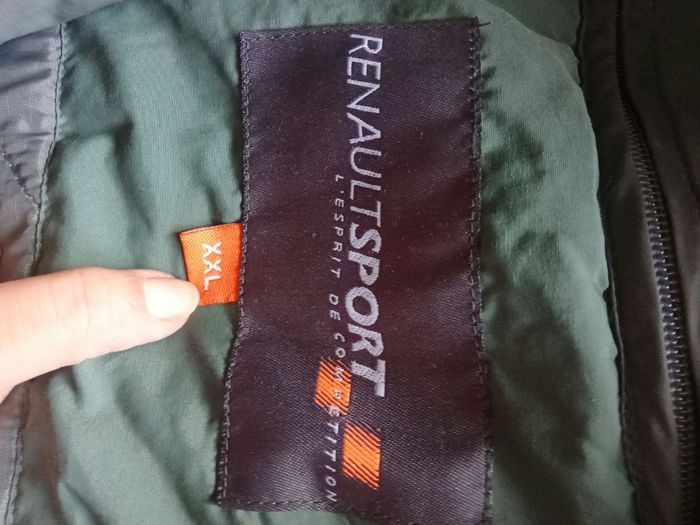 RENAULTSPORT
L'ESPRIT DE COMPETITION
XXL